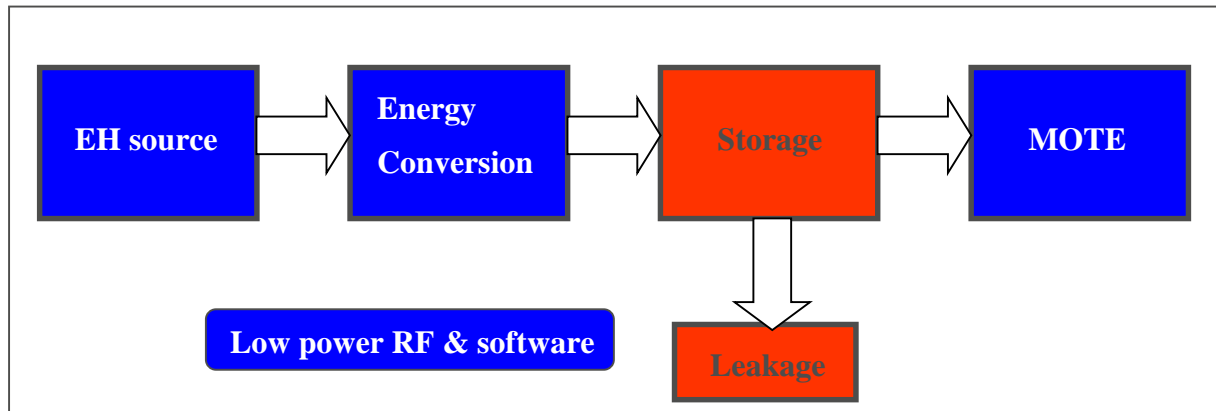 EH source
Energy
Conversion
Storage
MOTE
Low power RF & software
Leakage